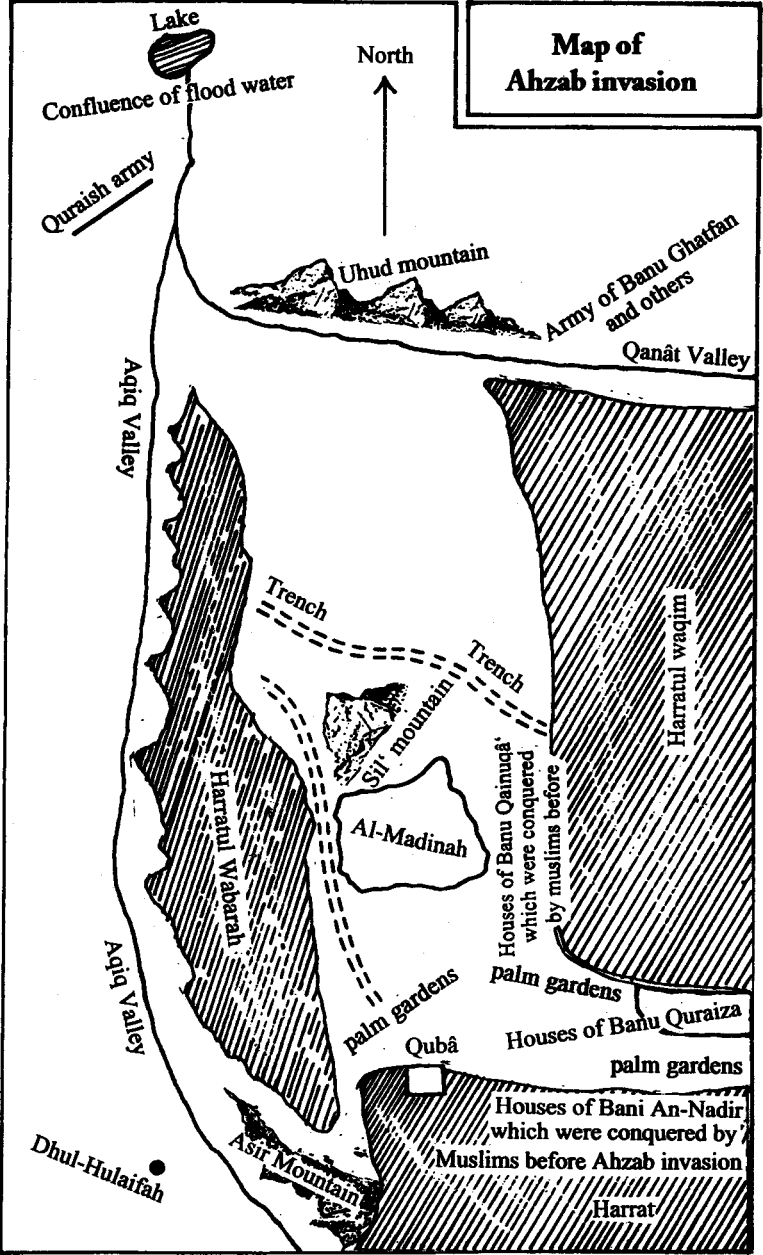 Map of
Ahzab invasion
Lake
Confluence of flood water
North
Quraish army
Uhud mountain
Army of Banu Ghatfan
and others
Qanât Valley
Aqiq Valley
Trench
Trench
Harratul waqim
Sil‘ mountain
Houses of Banu Qainuqâ‘
which were conquered
by muslims before
Harratul Wabarah
Al-Madinah
Aqiq Valley
palm gardens
palm gardens
Houses of Banu Quraiza
Qubâ
palm gardens
Houses of Bani An-Nadir
which were conquered by
Muslims before Ahzab invasion
Asir Mountain
Dhul-Hulaifah
Harrat